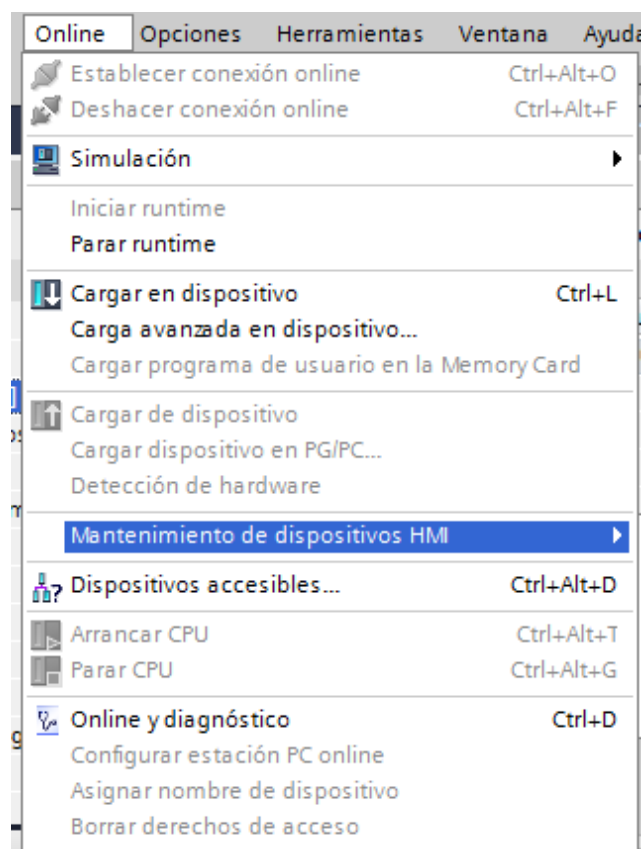 Online Opciones Herramientas Ventana Ayuda
Establecer conexión online Ctrl+Alt+O
Deshacer conexión online Ctrl+Alt+F
Simulación
Iniciar runtime
Parar runtime
Cargar en dispositivo Ctrl+L
Carga avanzada en dispositivo...
Cargar programa de usuario en la Memory Card
Cargar de dispositivo
Cargar dispositivo en PG/PC...
Detección de hardware
Mantenimiento de dispositivos HMI
Dispositivos accesibles... Ctrl+Alt+D
Arrancar CPU Ctrl+Alt+T
Parar CPU Ctrl+Alt+G
Online y diagnóstico Ctrl+D
Configurar estación PC online
Asignar nombre de dispositivo
Borrar derechos de acceso